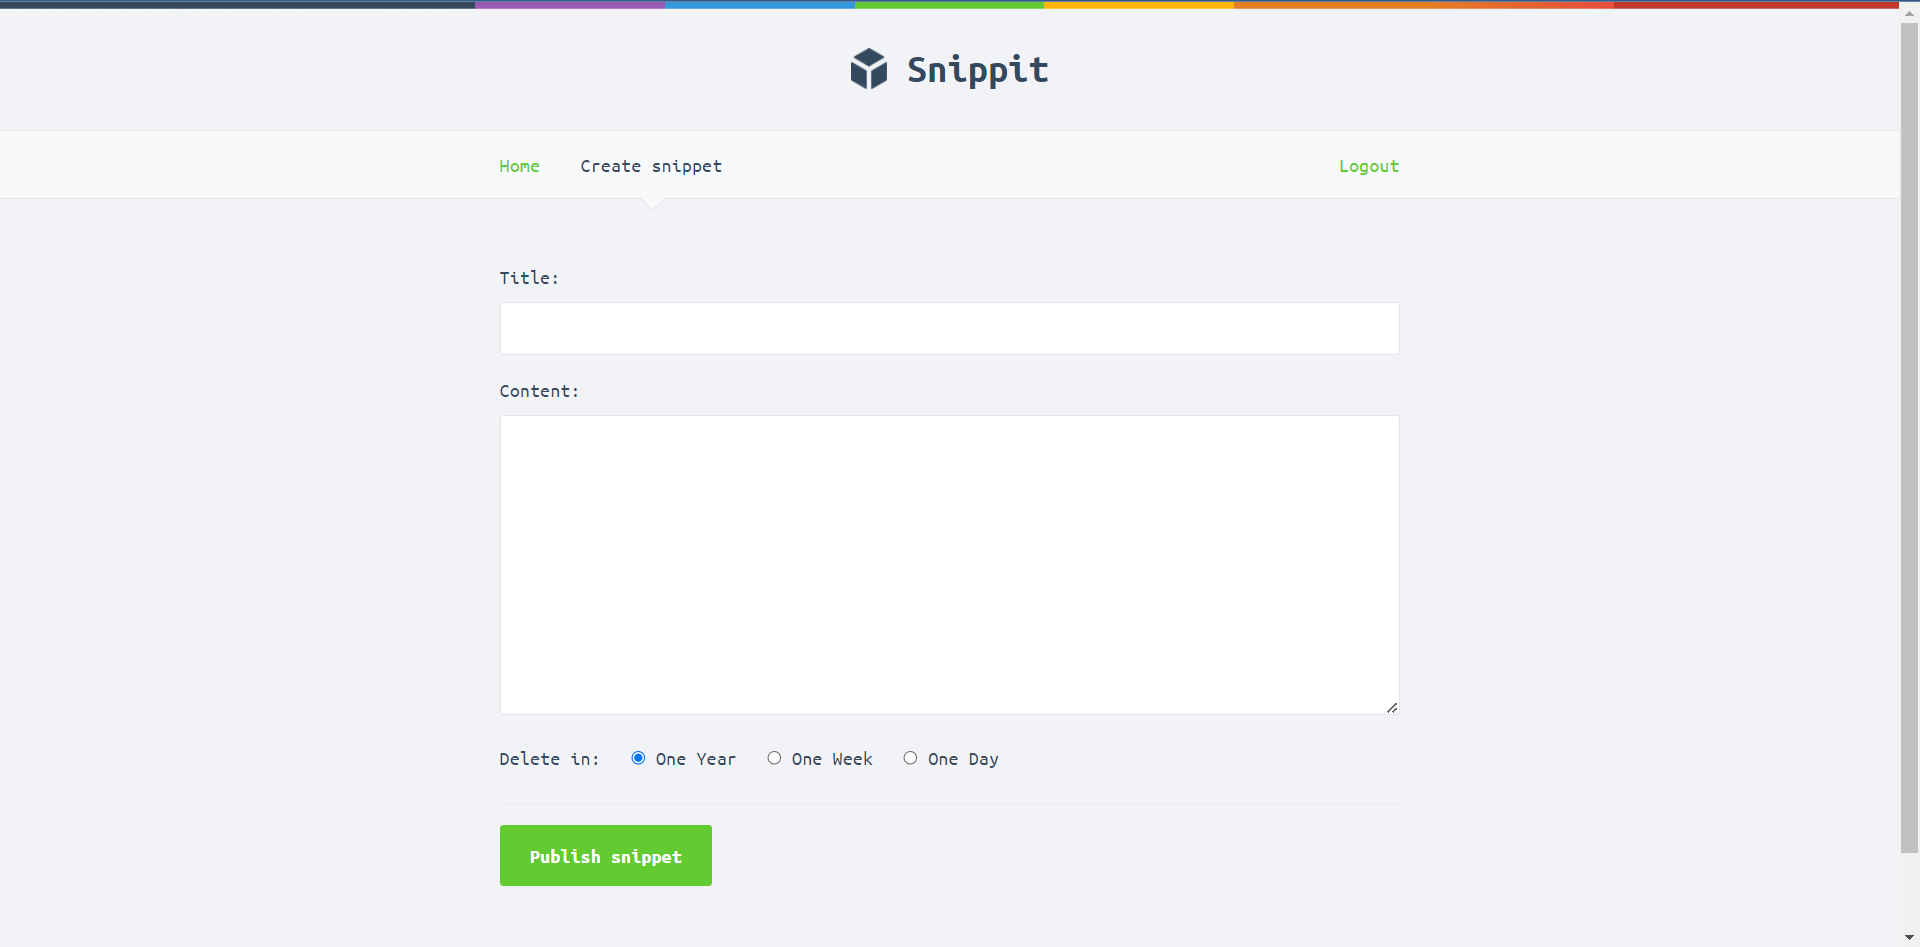 Snippit
Home Create snippet Logout
Title:
Content:
Delete in: One Year One Week One Day
Publish snippet